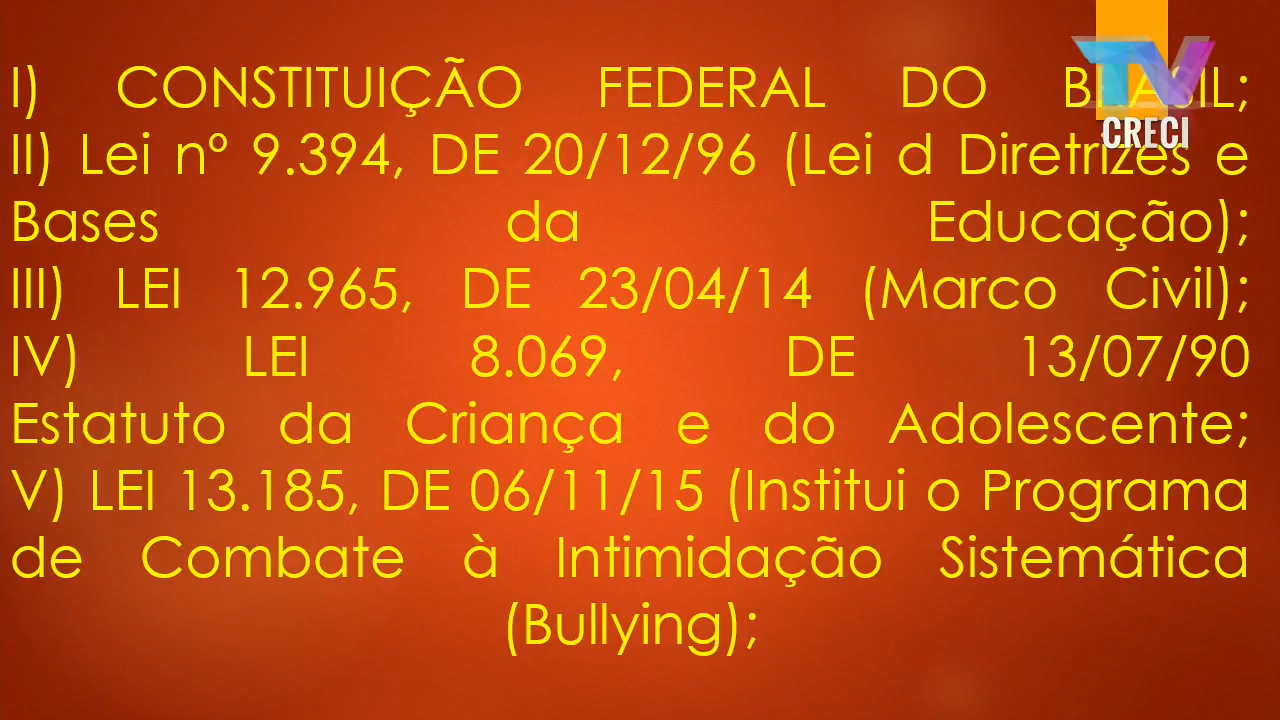 I) CONSTITUIÇÃO FEDERAL DO BRASIL;
II) Lei nº 9.394, DE 20/12/96 (Lei d Diretrizes e
Bases da Educação);
III) LEI 12.965, DE 23/04/14 (Marco Civil);
IV) LEI 8.069, DE 13/07/90
Estatuto da Criança e do Adolescente;
V) LEI 13.185, DE 06/11/15 (Institui o Programa
de Combate à Intimidação Sistemática
(Bullying);
TV
CRECI